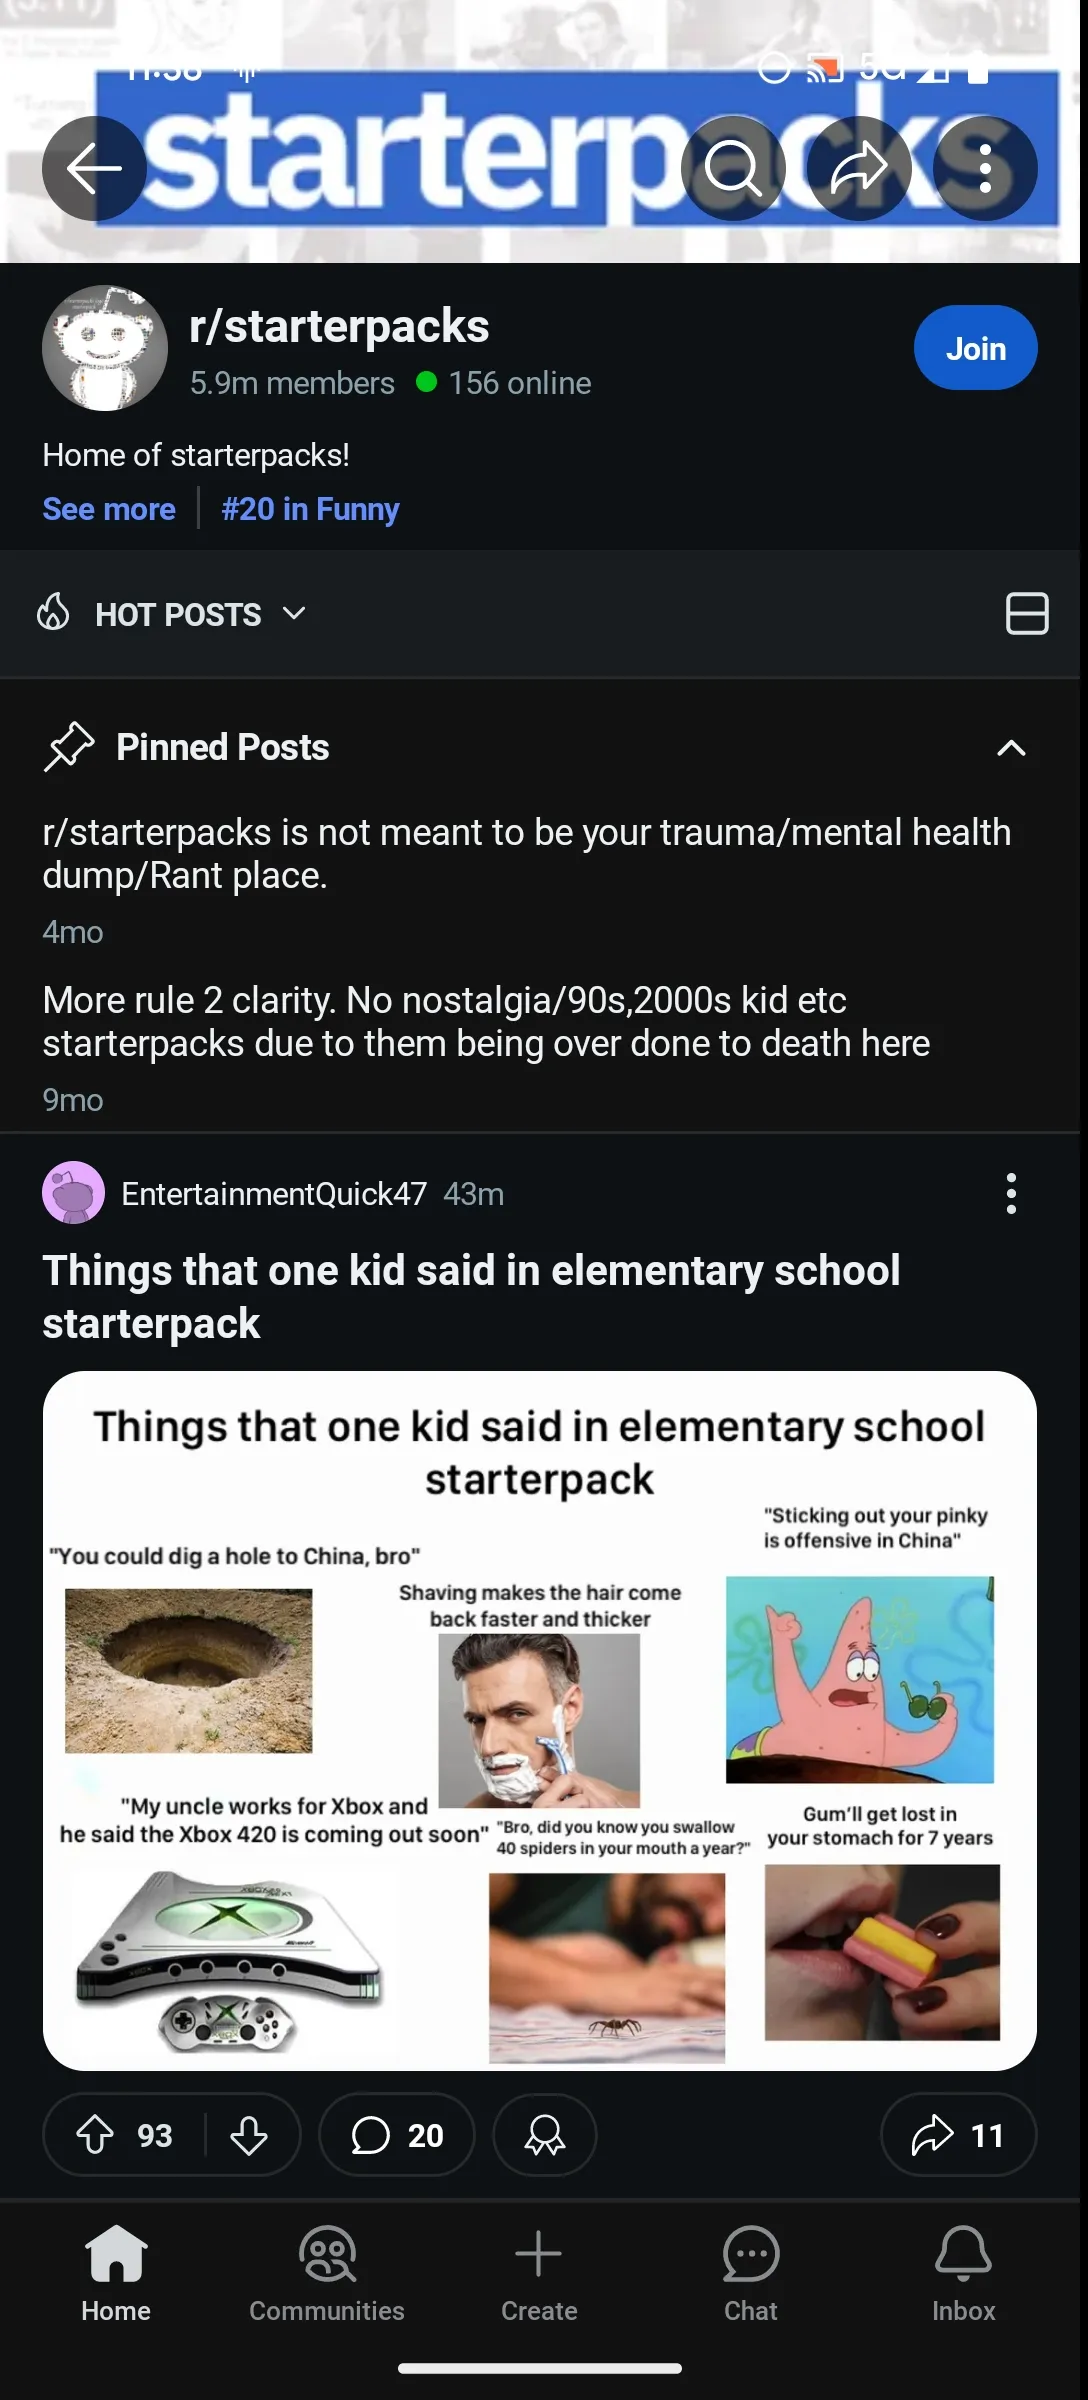 11:58
5G
starterpacks
r/starterpacks
5.9m members 156 online
Join
Home of starterpacks!
See more #20 in Funny
HOT POSTS
Pinned Posts
r/starterpacks is not meant to be your trauma/mental health
dump/Rant place.
4mo
More rule 2 clarity. No nostalgia/90s,2000s kid etc
starterpacks due to them being over done to death here
9mo
EntertainmentQuick47 43m
Things that one kid said in elementary school
starterpack
Things that one kid said in elementary school
starterpack
"You could dig a hole to China, bro"
Shaving makes the hair come
back faster and thicker
"Sticking out your pinky
is offensive in China"
"My uncle works for Xbox and
he said the Xbox 420 is coming out soon"
"Bro, did you know you swallow
40 spiders in your mouth a year?"
Gum'll get lost in
your stomach for 7 years
93
20
11
Home
Communities
Create
Chat
Inbox